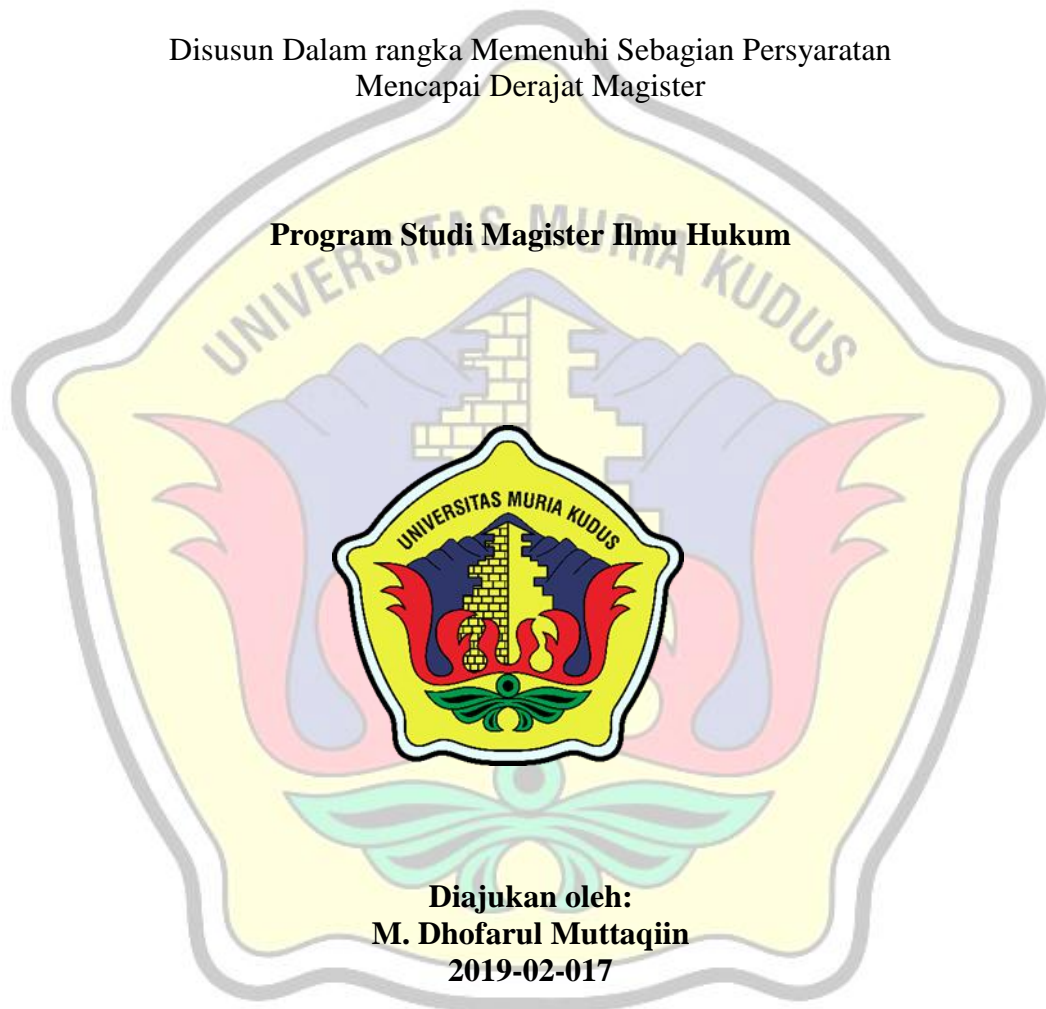 Disusun Dalam rangka Memenuhi Sebagian Persyaratan
Mencapai Derajat Magister
Program Studi Magister Ilmu Hukum
UNIVERSITAS MURIA KUDUS
UNIVERSITAS MURIA KUDUS
Diajukan oleh:
M. Dhofarul Muttaqiin
2019-02-017